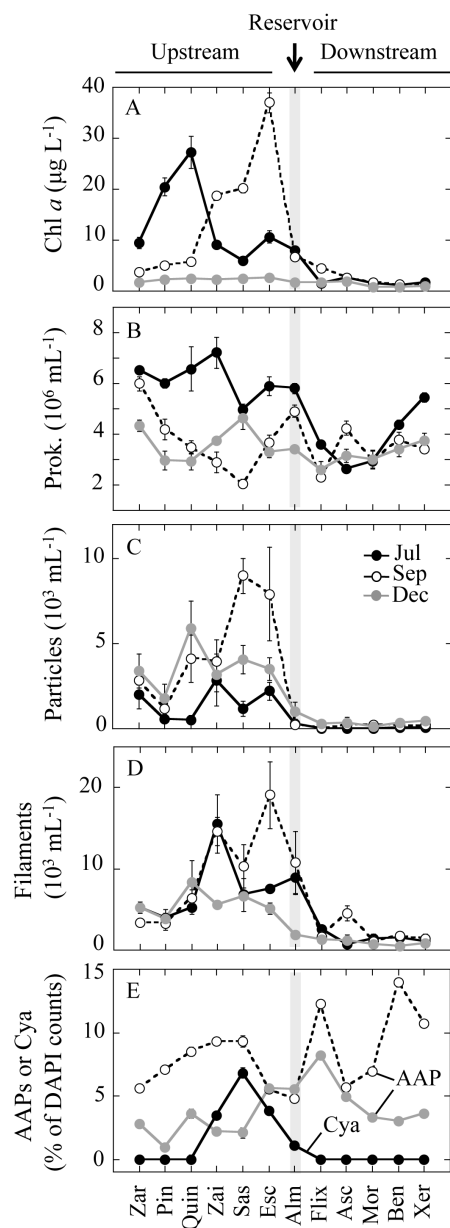 Reservoir
Upstream
Downstream
A
Chl a (µg L-1)
40
30
20
10
0
B
Prok. (10⁶ mL-1)
8
6
4
2
C
Particles (10³ mL-1)
10
5
0
Jul
Sep
Dec
D
Filaments
(10³ mL-1)
20
10
0
E
AAPs or Cya
(% of DAPI counts)
15
10
5
0
AAP
Cya
Zar Pin Quin Zai Sas Esc Alm Flix Asc Mor Ben Xer